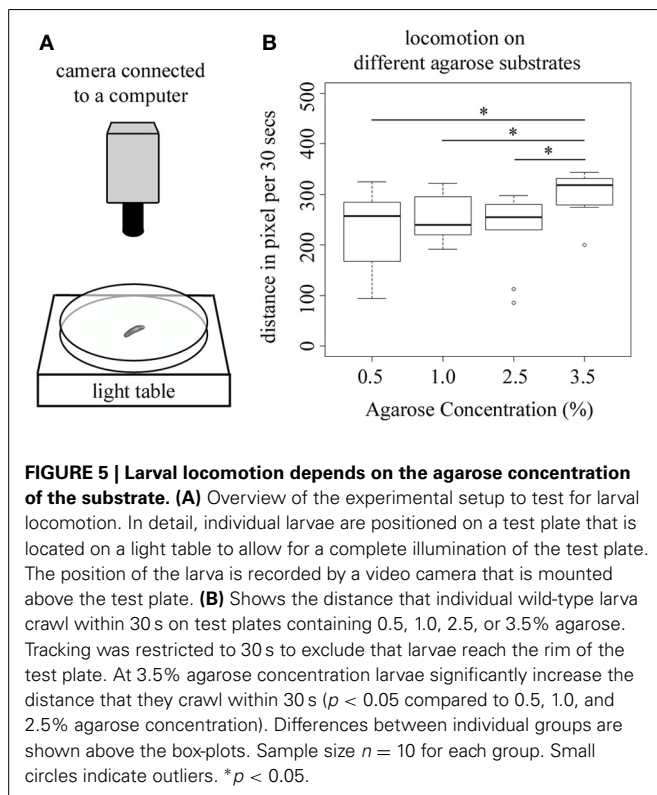 A
camera connected
to a computer
light table
B
locomotion on
different agarose substrates
distance in pixel per 30 secs
500
400
300
200
100
0
*
*
*
0.5 1.0 2.5 3.5
Agarose Concentration (%)
FIGURE 5 | Larval locomotion depends on the agarose concentration
of the substrate. (A) Overview of the experimental setup to test for larval
locomotion. In detail, individual larvae are positioned on a test plate that is
located on a light table to allow for a complete illumination of the test plate.
The position of the larva is recorded by a video camera that is mounted
above the test plate. (B) Shows the distance that individual wild-type larva
crawl within 30 s on test plates containing 0.5, 1.0, 2.5, or 3.5% agarose.
Tracking was restricted to 30 s to exclude that larvae reach the rim of the
test plate. At 3.5% agarose concentration larvae significantly increase the
distance that they crawl within 30 s (p < 0.05 compared to 0.5, 1.0, and
2.5% agarose concentration). Differences between individual groups are
shown above the box-plots. Sample size n = 10 for each group. Small
circles indicate outliers. *p < 0.05.